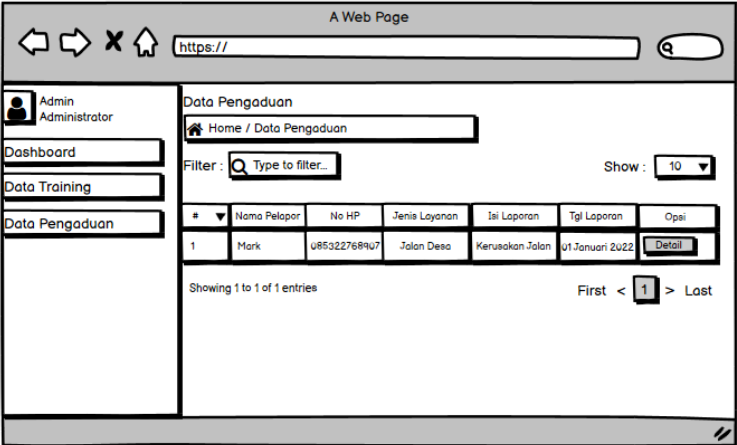 A Web Page
https://
Admin
Administrator
Dashboard
Data Training
Data Pengaduan
Data Pengaduan
Home / Data Pengaduan
Filter : Type to filter... Show : 10
# Nama Pelapor No HP Jenis Layanan Isi Laporan Tgl Laporan Opsi
1 Mark 085322768907 Jalan Desa Kerusakan Jalan 01 Januari 2022 Detail
Showing 1 to 1 of 1 entries First < 1 > Last